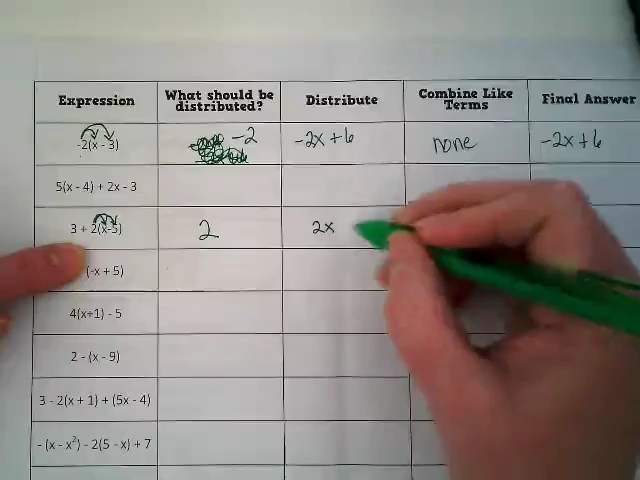 Expression What should be distributed? Distribute Combine Like Terms Final Answer
-2(x - 3) -2 -2x + 6 none -2x + 6
5(x - 4) + 2x - 3
3 + 2(x-5) 2 2x
(-x + 5)
4(x+1) - 5
2 - (x - 9)
3 - 2(x + 1) + (5x - 4)
- (x - x²) - 2(5 - x) + 7